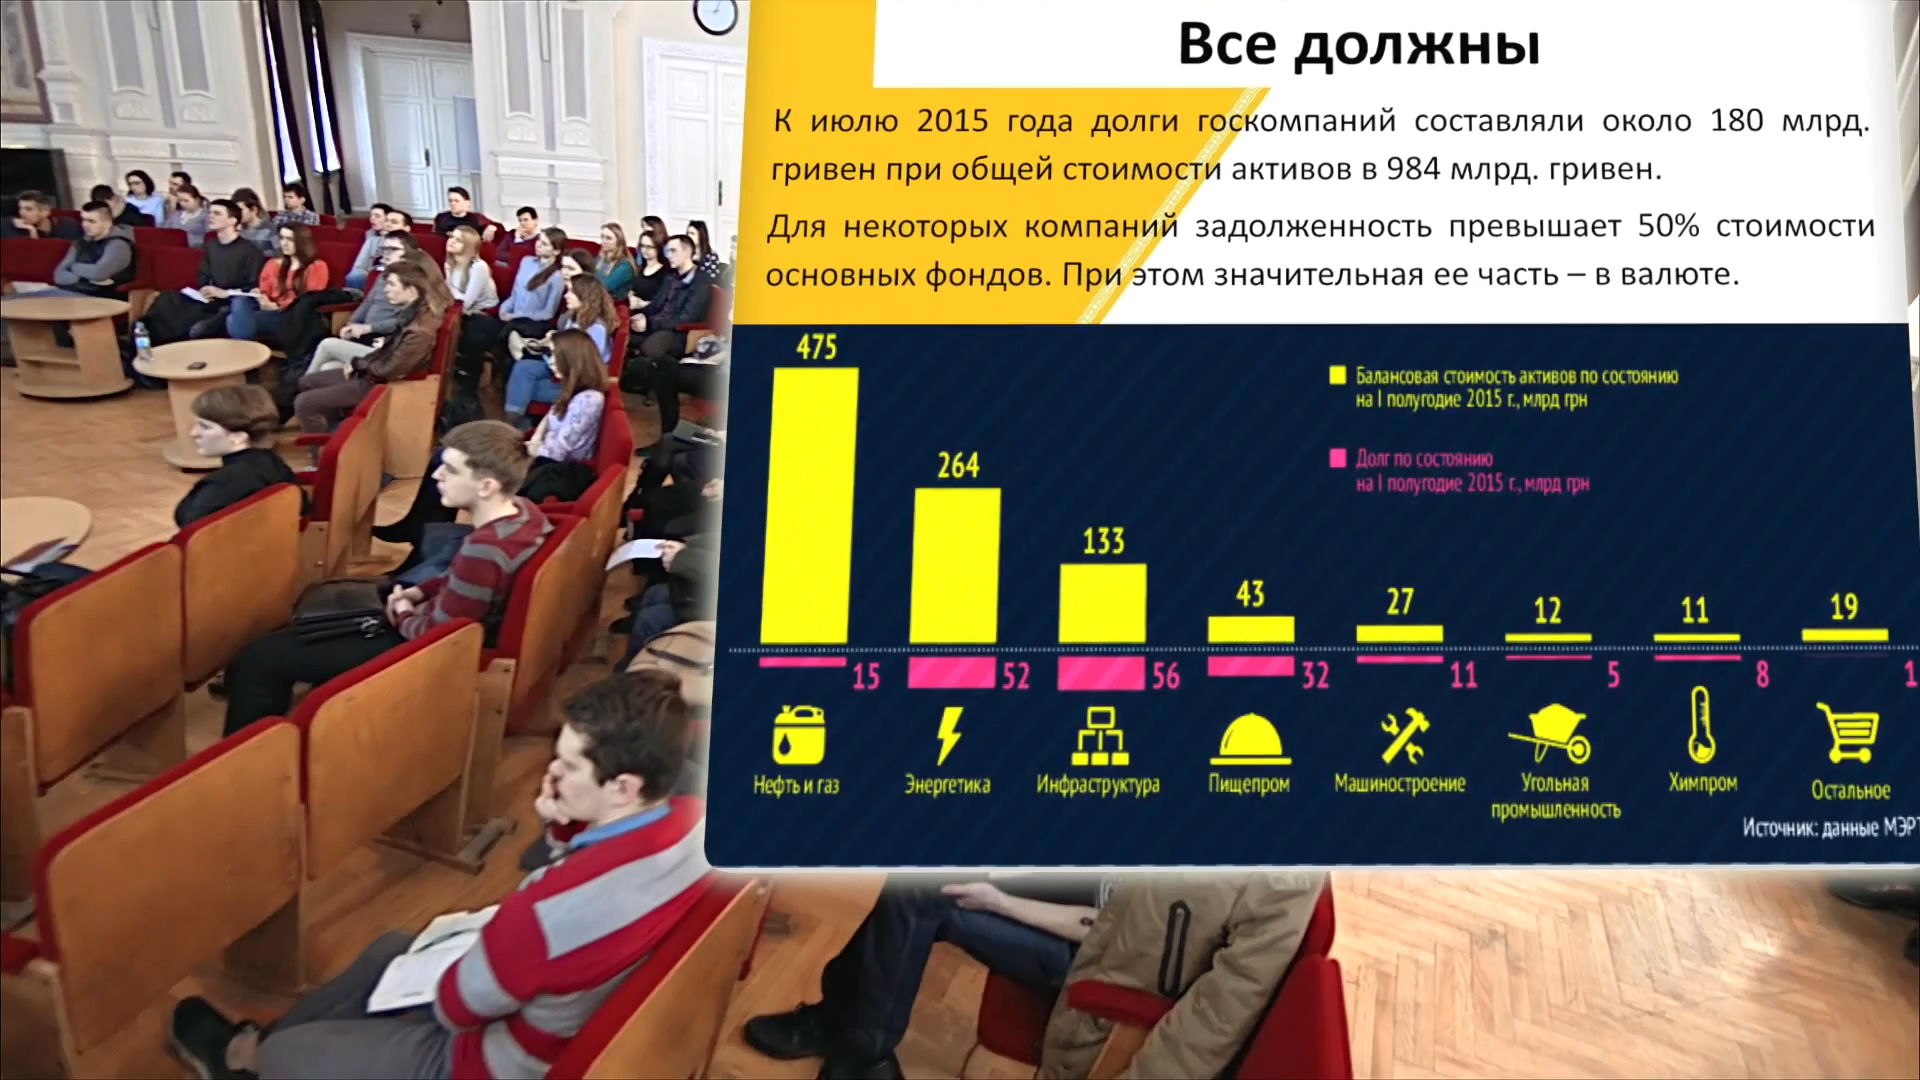 Все должны
К июлю 2015 года долги госкомпаний составляли около 180 млрд.
гривен при общей стоимости активов в 984 млрд. гривен.
Для некоторых компаний задолженность превышает 50% стоимости
основных фондов. При этом значительная ее часть – в валюте.
Балансовая стоимость активов по состоянию
на I полугодие 2015 г., млрд грн
Долг по состоянию
на I полугодие 2015 г., млрд грн
475 264 133 43 27 12 11 19
15 52 56 32 11 5 8 1
Нефть и газ Энергетика Инфраструктура Пищепром Машиностроение Угольная Химпром Остальное
промышленность
Источник: данные МЭРТ